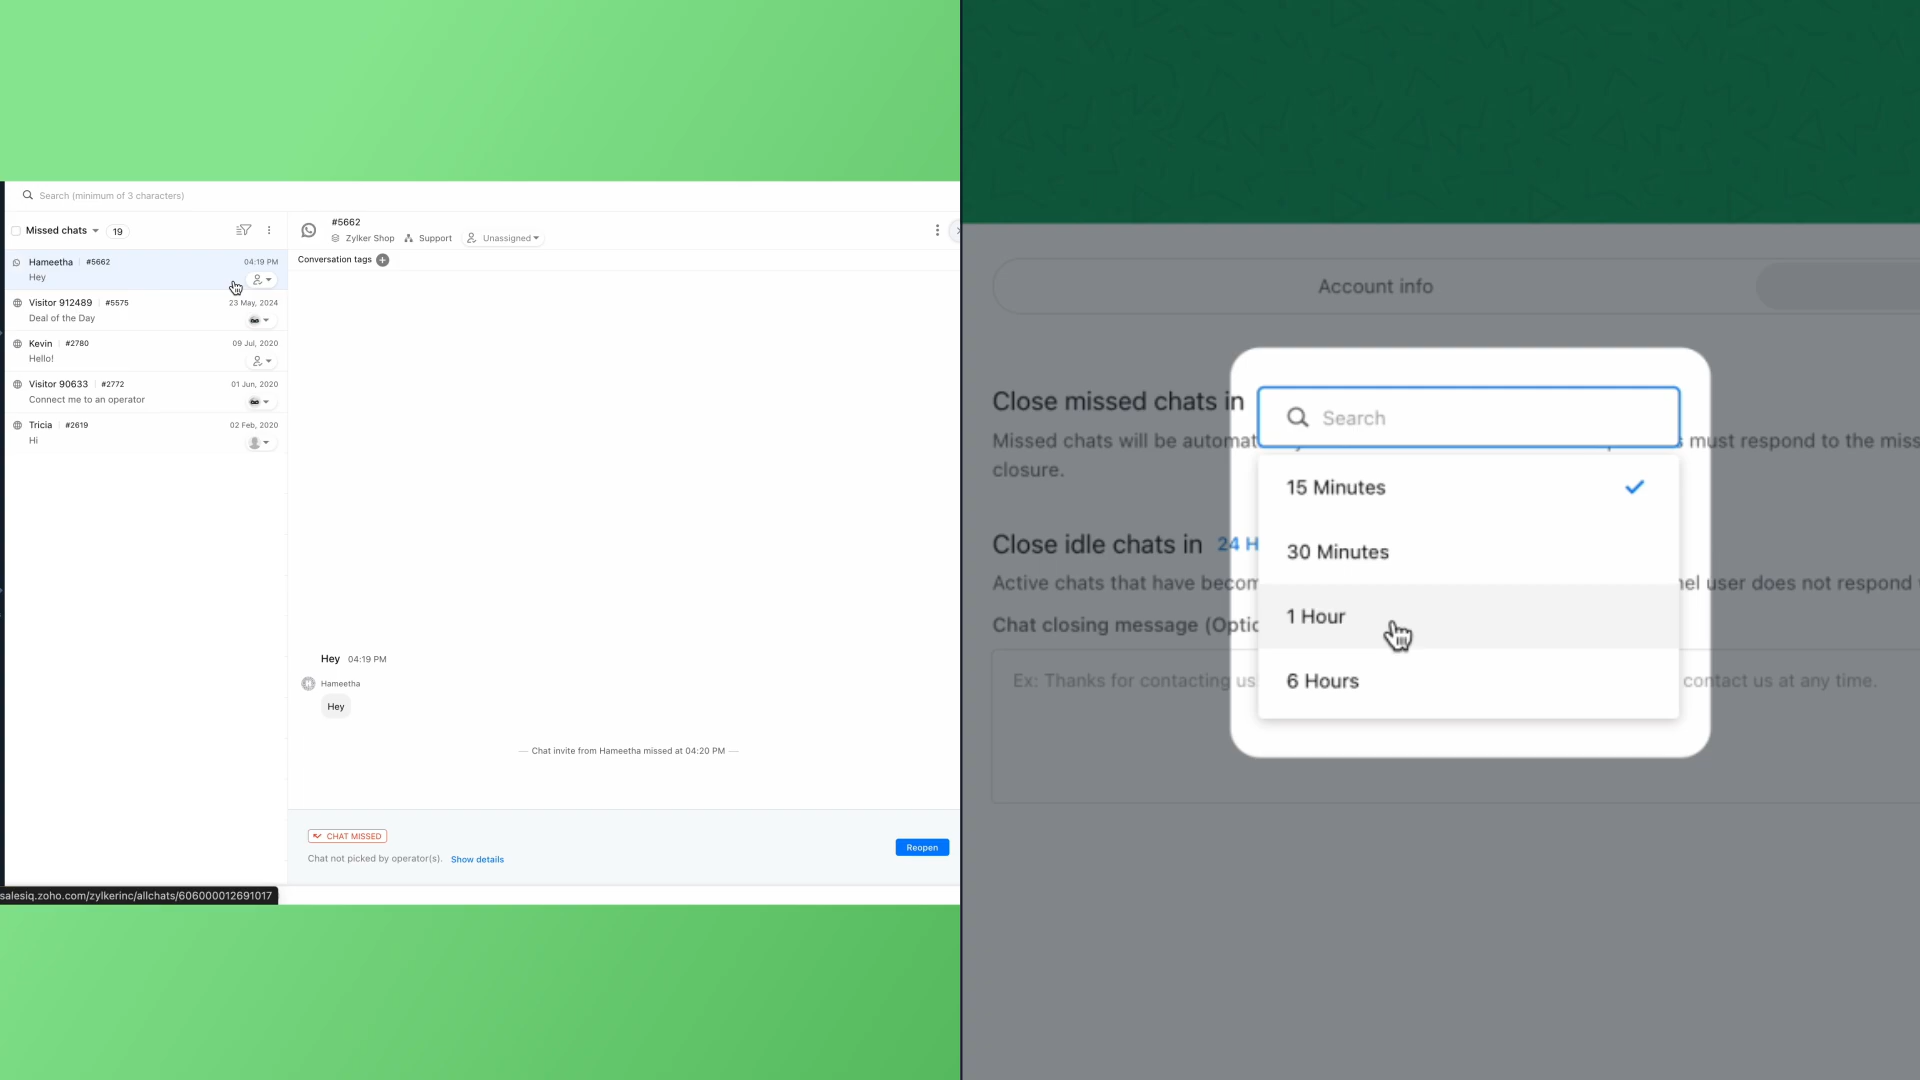 Search (minimum of 3 characters)
Missed chats 19
Hameetha #5662 04:19 PM
Hey
Visitor 912489 #5575 23 May, 2024
Deal of the Day
Kevin #2780 09 Jul, 2020
Hello!
Visitor 90633 #2772 01 Jun, 2020
Connect me to an operator
Tricia #2619 02 Feb, 2020
Hi
#5662
Zylker Shop Support Unassigned
Conversation tags
Hey 04:19 PM
Hameetha
Hey
Chat invite from Hameetha missed at 04:20 PM
CHAT MISSED
Chat not picked by operator(s). Show details
Reopen
salesiq.zoho.com/zylkerinc/allchats/606000012691017
Account info
Close missed chats in
Search
Missed chats will be automat must respond to the miss
closure.
15 Minutes
Close idle chats in 24 H
30 Minutes
Active chats that have becom nel user does not respond
1 Hour
Chat closing message (Optio
6 Hours
Ex: Thanks for contacting us contact us at any time.